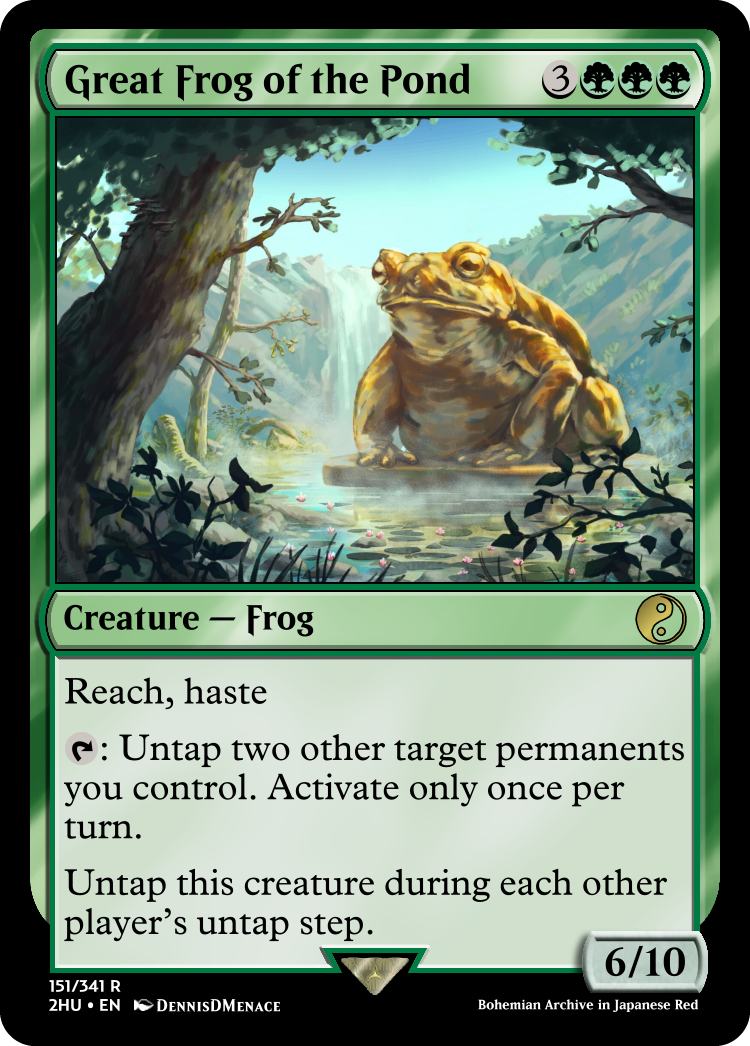 Great Frog of the Pond 3
Creature — Frog
Reach, haste
: Untap two other target permanents
you control. Activate only once per
turn.
Untap this creature during each other
player's untap step.
6/10
151/341 R
2HU • EN DennisDMenace
Bohemian Archive in Japanese Red